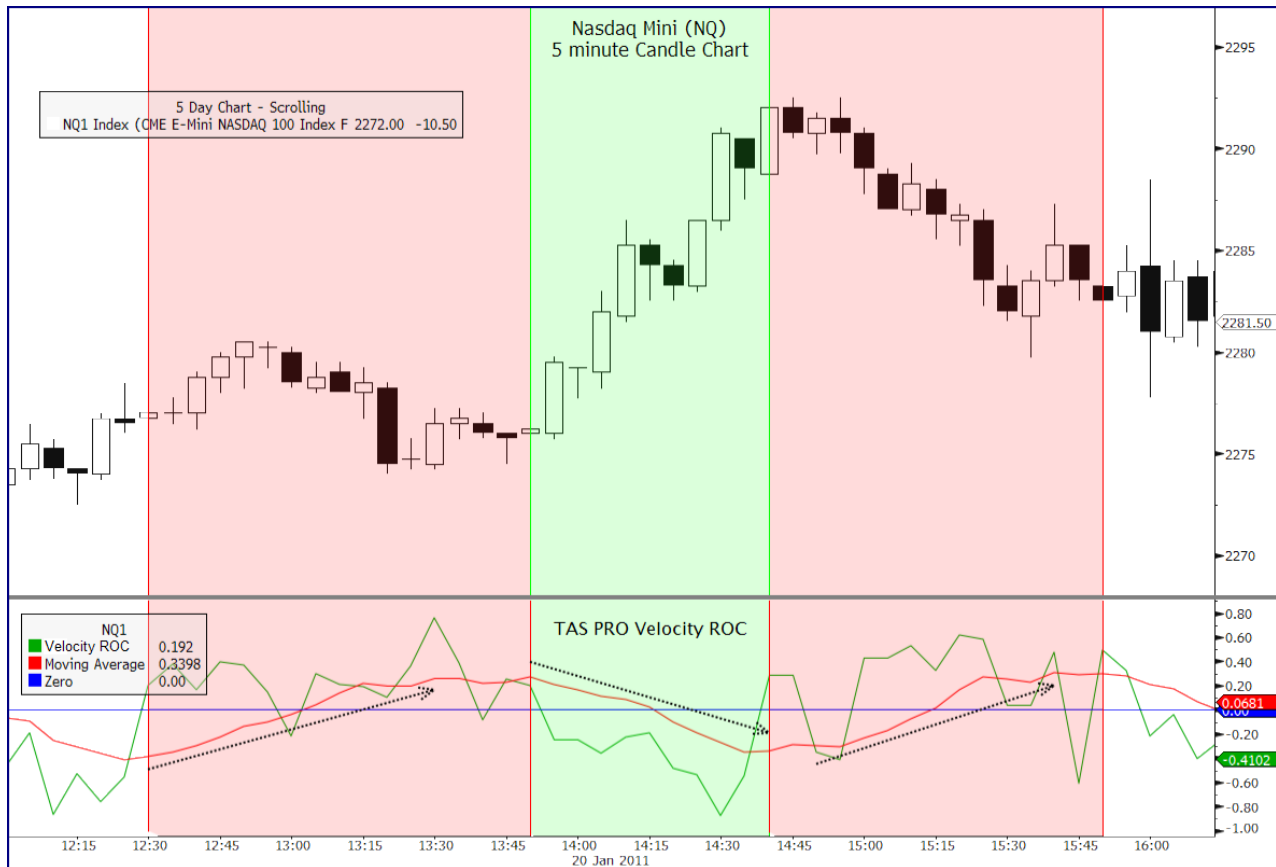 Nasdaq Mini (NQ)
5 minute Candle Chart
5 Day Chart - Scrolling
NQ1 Index (CME E-Mini NASDAQ 100 Index F 2272.00 -10.50
2295
2290
2285
2281.50
2280
2275
2270
TAS PRO Velocity ROC
NQ1
Velocity ROC 0.192
Moving Average 0.3398
Zero 0.00
0.80
0.60
0.40
0.20
0.0681
0.00
-0.20
-0.4102
-0.60
-0.80
-1.00
12:15 12:30 12:45 13:00 13:15 13:30 13:45 14:00 14:15 14:30 14:45 15:00 15:15 15:30 15:45 16:00
20 Jan 2011